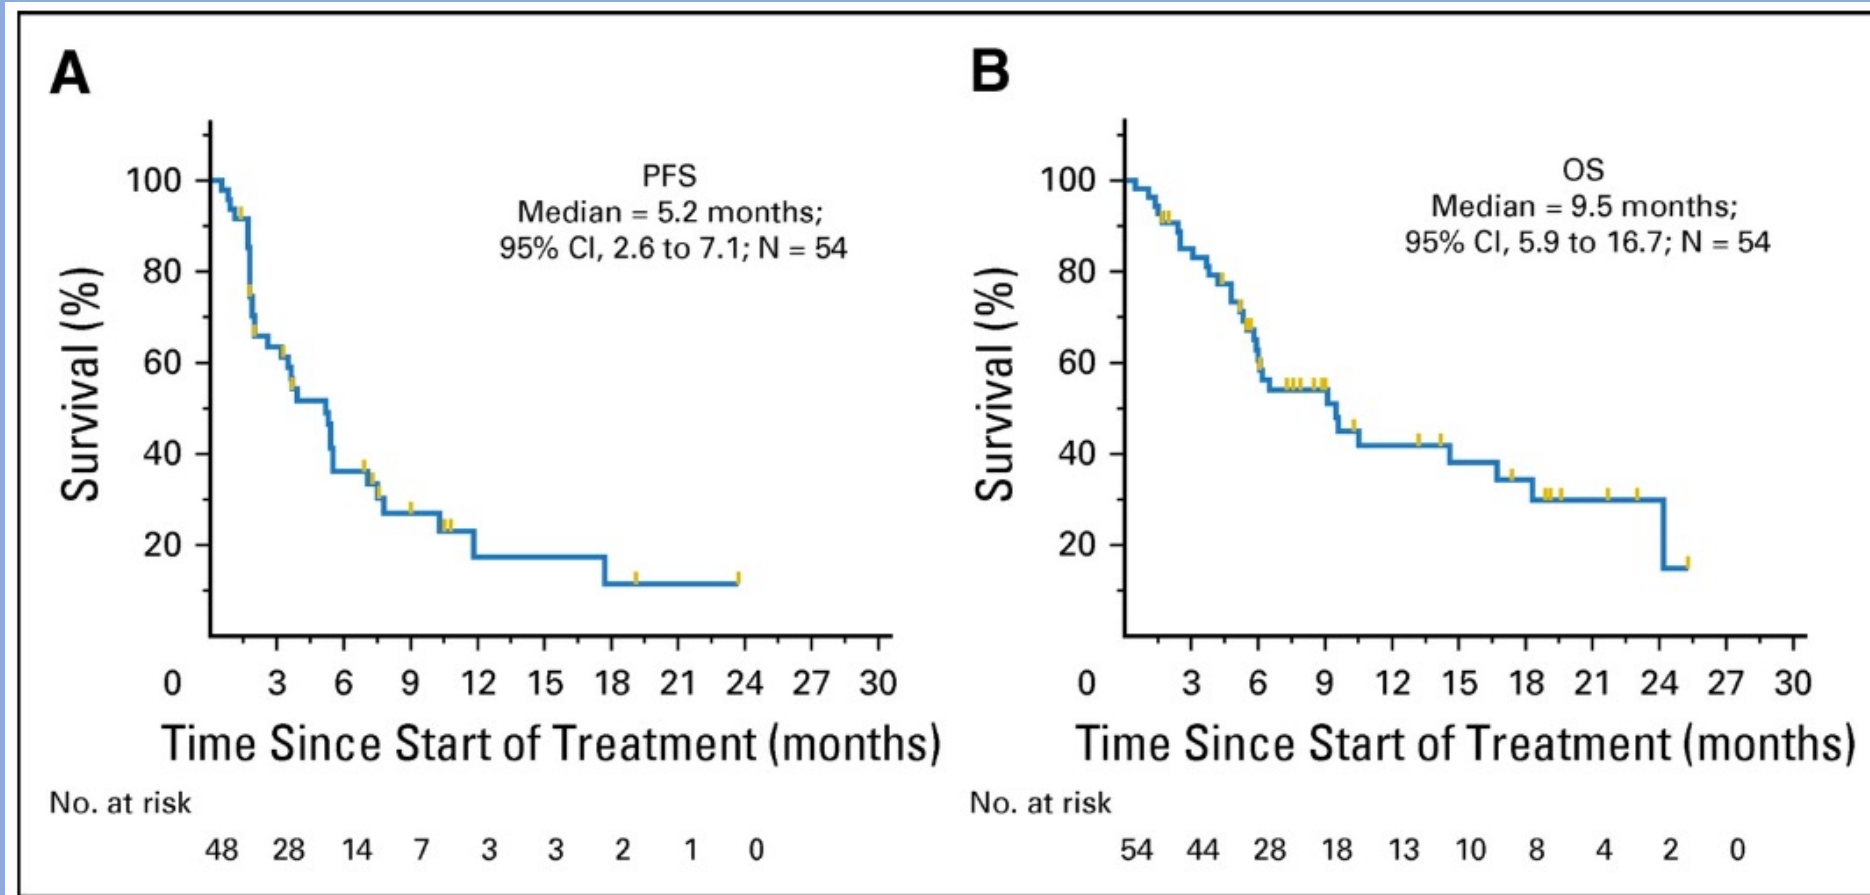 A
PFS
Median = 5.2 months;
95% CI, 2.6 to 7.1; N = 54
Survival (%)
100
80
60
40
20
0 3 6 9 12 15 18 21 24 27 30
Time Since Start of Treatment (months)
No. at risk
48 28 14 7 3 3 2 1 0
B
OS
Median = 9.5 months;
95% CI, 5.9 to 16.7; N = 54
Survival (%)
100
80
60
40
20
0 3 6 9 12 15 18 21 24 27 30
Time Since Start of Treatment (months)
No. at risk
54 44 28 18 13 10 8 4 2 0